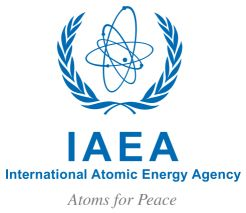 IAEA
International Atomic Energy Agency
Atoms for Peace